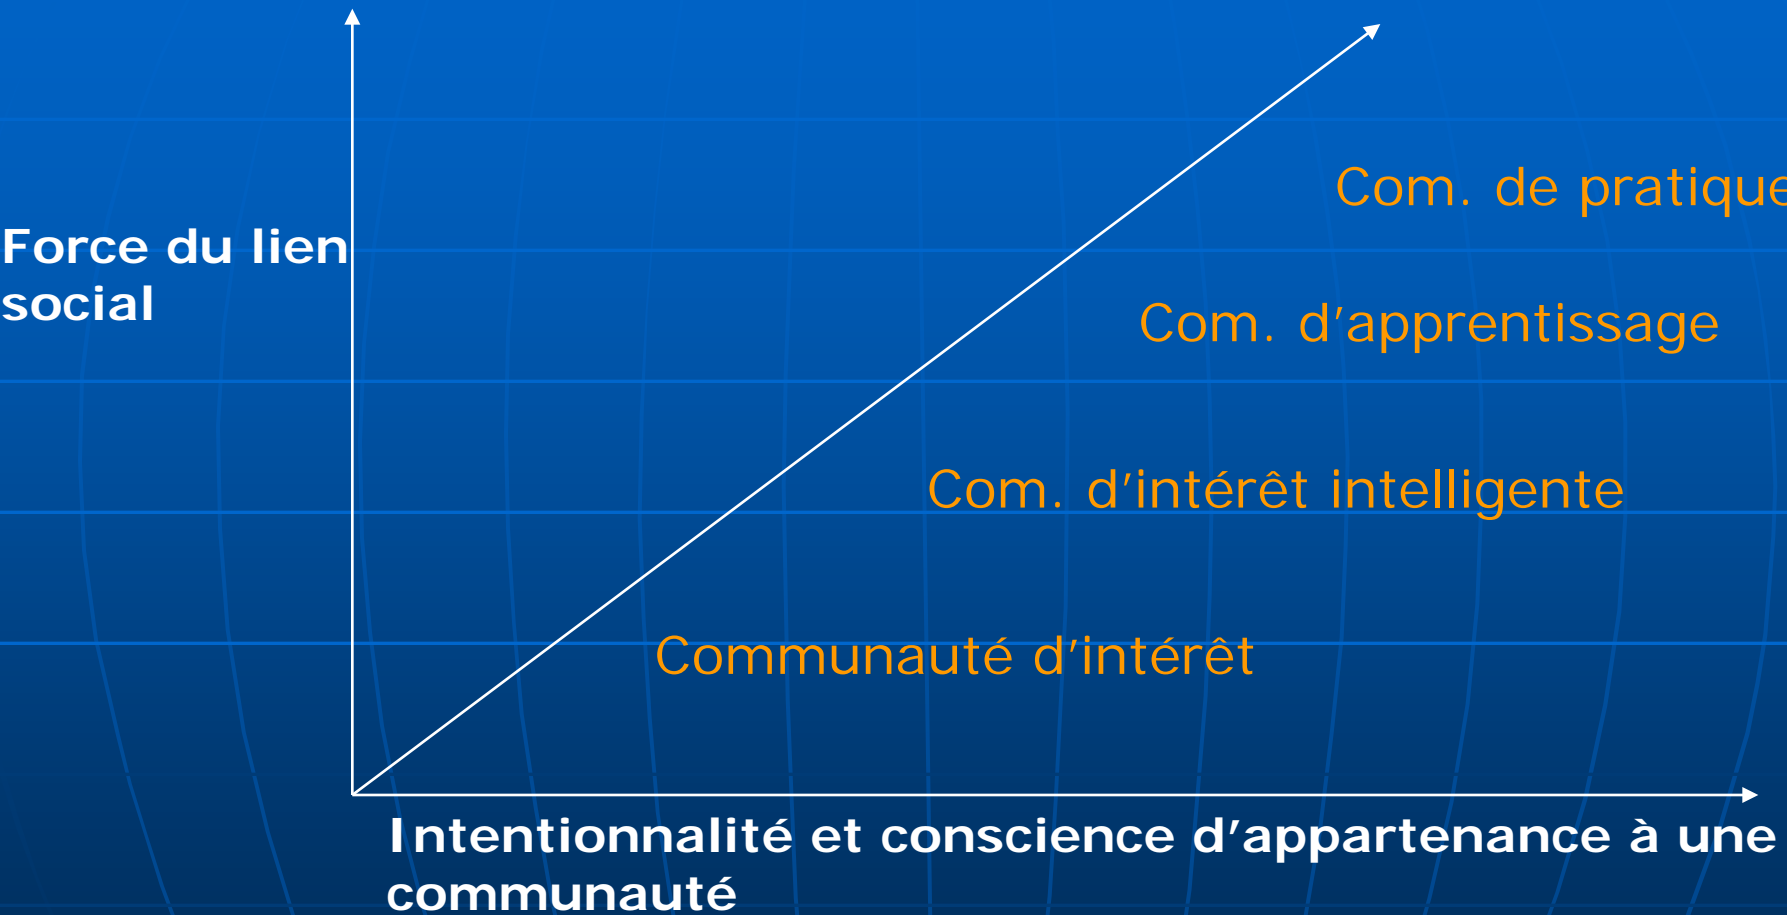 Com. de pratique
Force du lien
social
Com. d'apprentissage
Com. d'intérêt intelligente
Communauté d'intérêt
Intentionnalité et conscience d'appartenance à une
communauté